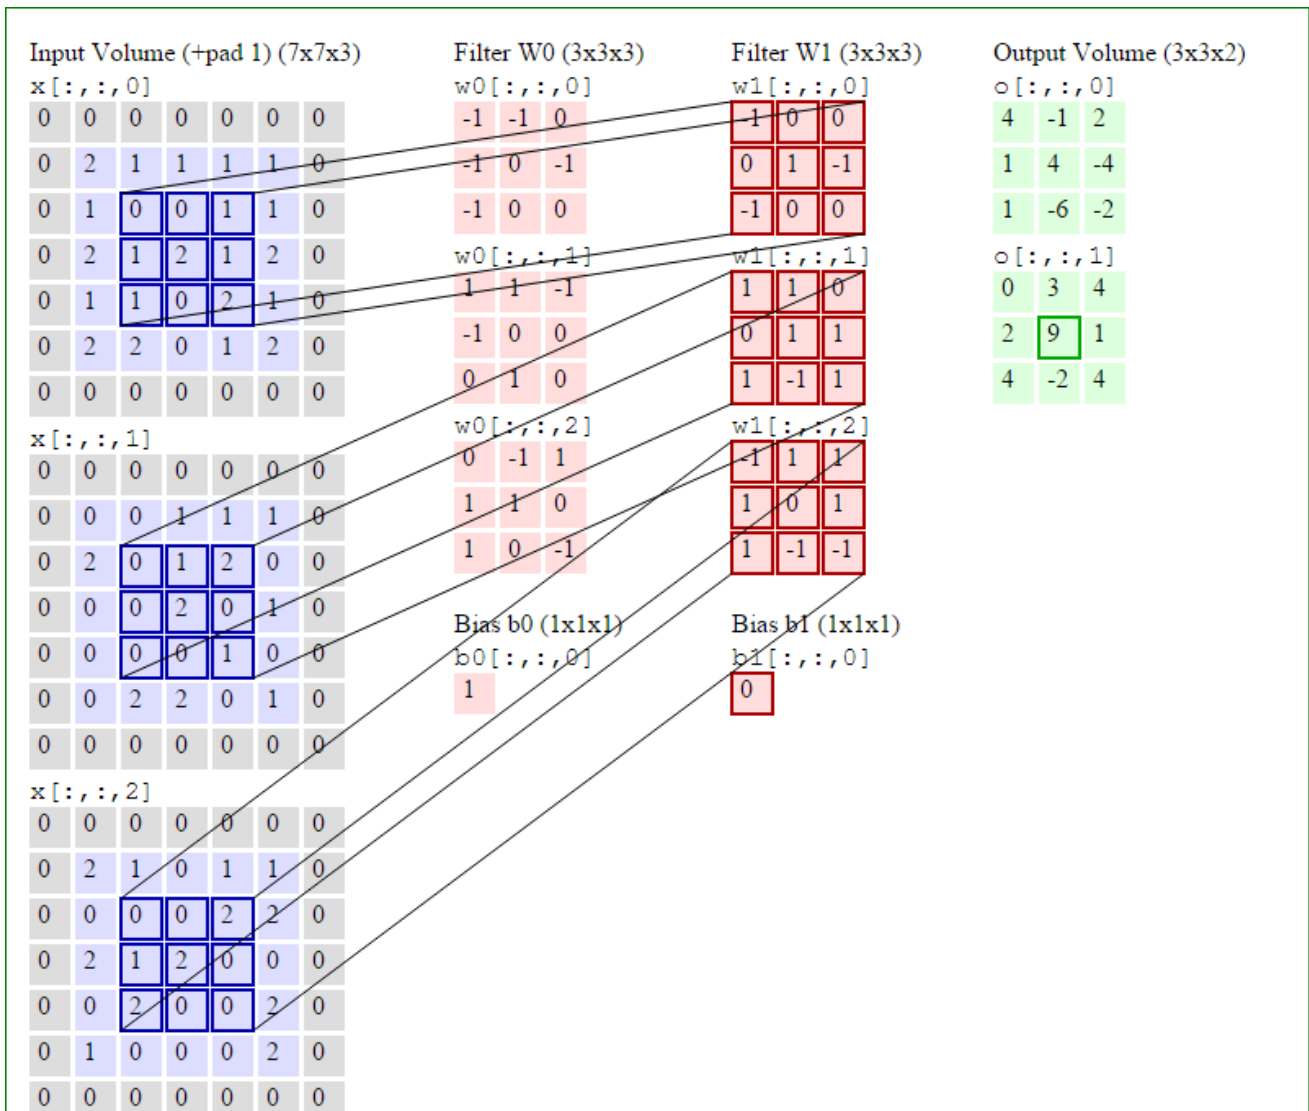 Input Volume (+pad 1) (7x7x3)
x[:,:,0]
0 0 0 0 0 0 0
0 2 1 1 1 1 0
0 1 0 0 1 1 0
0 2 1 2 1 2 0
0 1 1 0 2 1 0
0 2 2 0 1 2 0
0 0 0 0 0 0 0
x[:,:,1]
0 0 0 0 0 0 0
0 0 0 1 1 1 0
0 2 0 1 2 0 0
0 0 0 2 0 1 0
0 0 0 0 1 0 0
0 0 2 2 0 1 0
0 0 0 0 0 0 0
x[:,:,2]
0 0 0 0 0 0 0
0 2 1 0 1 1 0
0 0 0 0 2 2 0
0 2 1 2 0 0 0
0 0 2 0 0 2 0
0 1 0 0 0 2 0
0 0 0 0 0 0 0
Filter W0 (3x3x3)
w0[:,:,0]
-1 -1 0
-1 0 -1
-1 0 0
w0[:,:,1]
1 1 -1
-1 0 0
0 1 0
w0[:,:,2]
0 -1 1
1 1 0
1 0 -1
Bias b0 (1x1x1)
b0[:,:,0]
1
Filter W1 (3x3x3)
w1[:,:,0]
-1 0 0
0 1 -1
-1 0 0
w1[:,:,1]
1 1 0
0 1 1
1 -1 1
w1[:,:,2]
-1 1 1
1 0 1
1 -1 -1
Bias b1 (1x1x1)
b1[:,:,0]
0
Output Volume (3x3x2)
o[:,:,0]
4 -1 2
1 4 -4
1 -6 -2
o[:,:,1]
0 3 4
2 9 1
4 -2 4